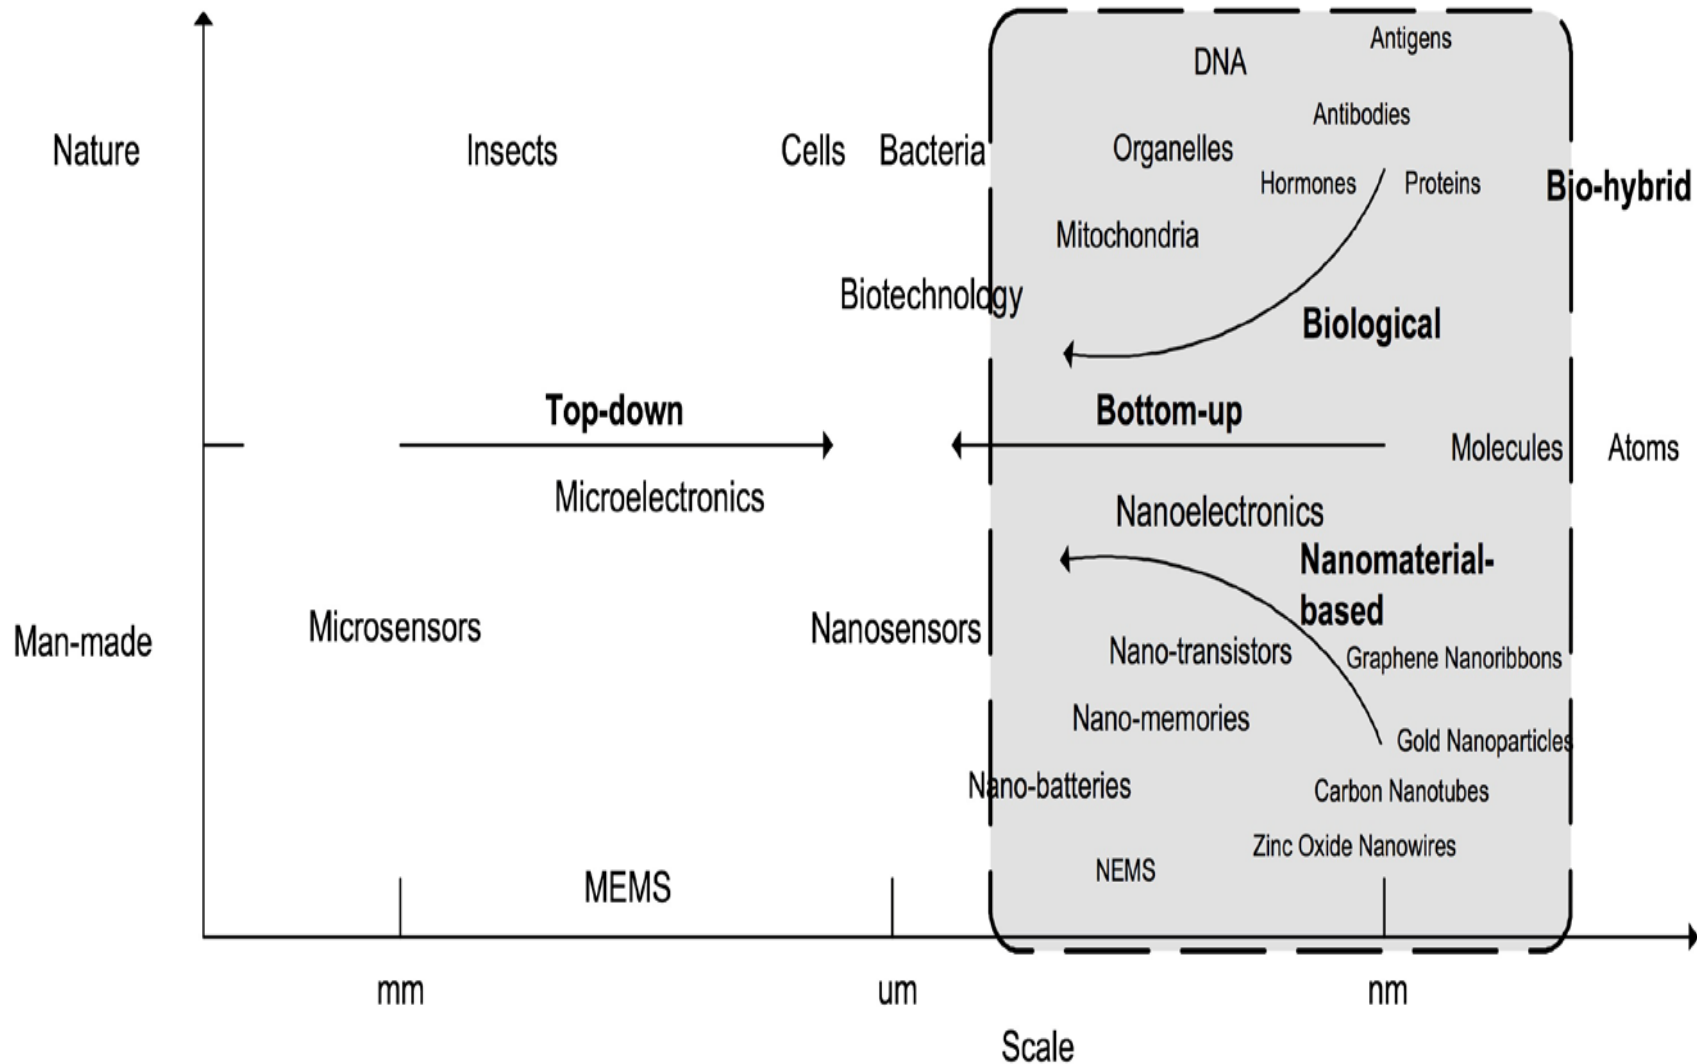 Antigens
DNA
Antibodies
Nature
Insects
Cells
Bacteria
Organelles
Hormones
Proteins
Bio-hybrid
Mitochondria
Biotechnology
Biological
Top-down
Bottom-up
Molecules
Atoms
Microelectronics
Nanoelectronics
Nanomaterial-
based
Man-made
Microsensors
Nanosensors
Nano-transistors
Graphene Nanoribbons
Nano-memories
Gold Nanoparticles
Nano-batteries
Carbon Nanotubes
Zinc Oxide Nanowires
NEMS
MEMS
mm
um
nm
Scale